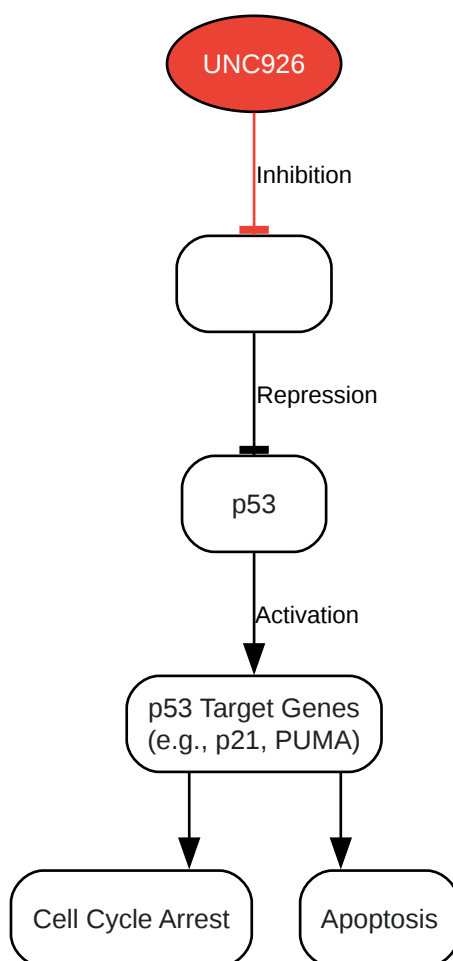 UNC926
Inhibition
Repression
p53
Activation
p53 Target Genes
(e.g., p21, PUMA)
Cell Cycle Arrest
Apoptosis